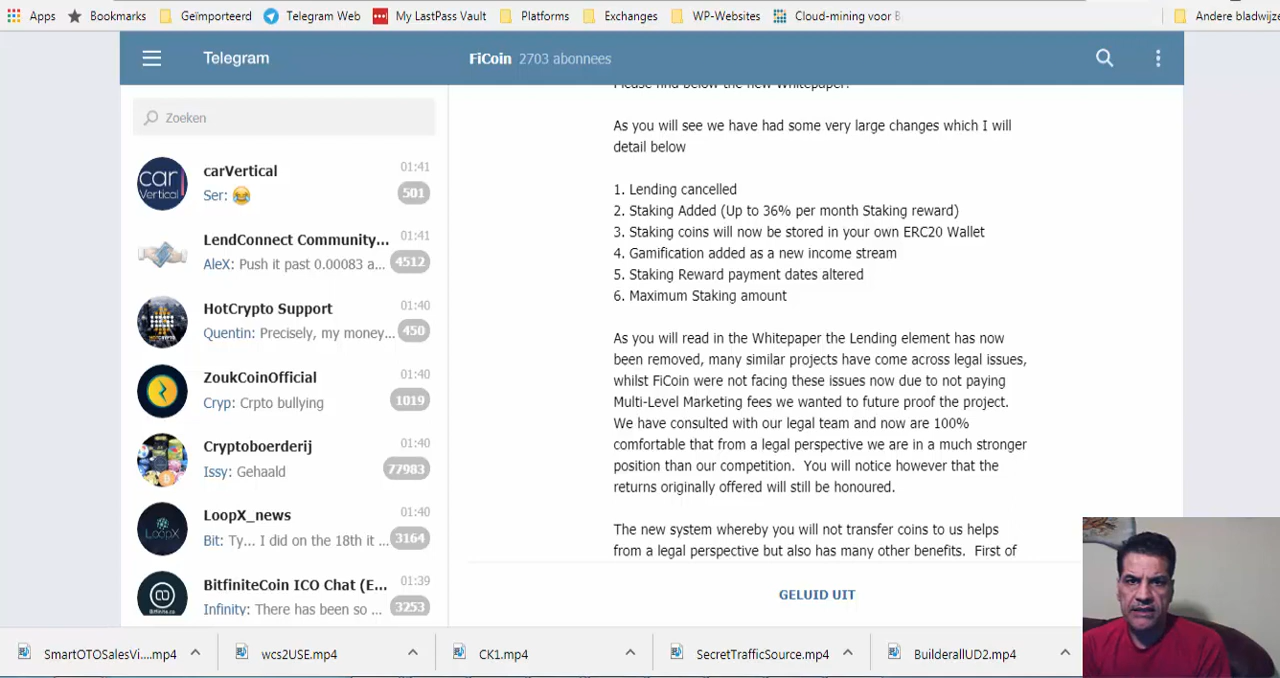 Apps Bookmarks Geïmporteerd Telegram Web My LastPass Vault Platforms Exchanges WP-Websites Cloud-mining voor B Andere bladwijze
Telegram
FiCoin 2703 abonnees
Zoeken
carVertical 01:41
Ser: 😂 501
LendConnect Community... 01:41
AleX: Push it past 0.00083 a... 4512
HotCrypto Support 01:40
Quentin: Precisely, my money... 450
ZoukCoinOfficial 01:40
Cryp: Crpto bullying 1019
Cryptoboerderij 01:40
Issy: Gehaald 77983
LoopX_news 01:40
Bit: Ty... I did on the 18th it ... 3164
BitfiniteCoin ICO Chat (E... 01:39
Infinity: There has been so ... 3253
car Vertical
LOOPX
Please find below the new Whitepaper.
As you will see we have had some very large changes which I will
detail below
1. Lending cancelled
2. Staking Added (Up to 36% per month Staking reward)
3. Staking coins will now be stored in your own ERC20 Wallet
4. Gamification added as a new income stream
5. Staking Reward payment dates altered
6. Maximum Staking amount
As you will read in the Whitepaper the Lending element has now
been removed, many similar projects have come across legal issues,
whilst FiCoin were not facing these issues now due to not paying
Multi-Level Marketing fees we wanted to future proof the project.
We have consulted with our legal team and now are 100%
comfortable that from a legal perspective we are in a much stronger
position than our competition. You will notice however that the
returns originally offered will still be honoured.
The new system whereby you will not transfer coins to us helps
from a legal perspective but also has many other benefits. First of
GELUID UIT
SmartOTOSalesVi....mp4 wcs2USE.mp4 CK1.mp4 SecretTrafficSource.mp4 BuilderallUD2.mp4